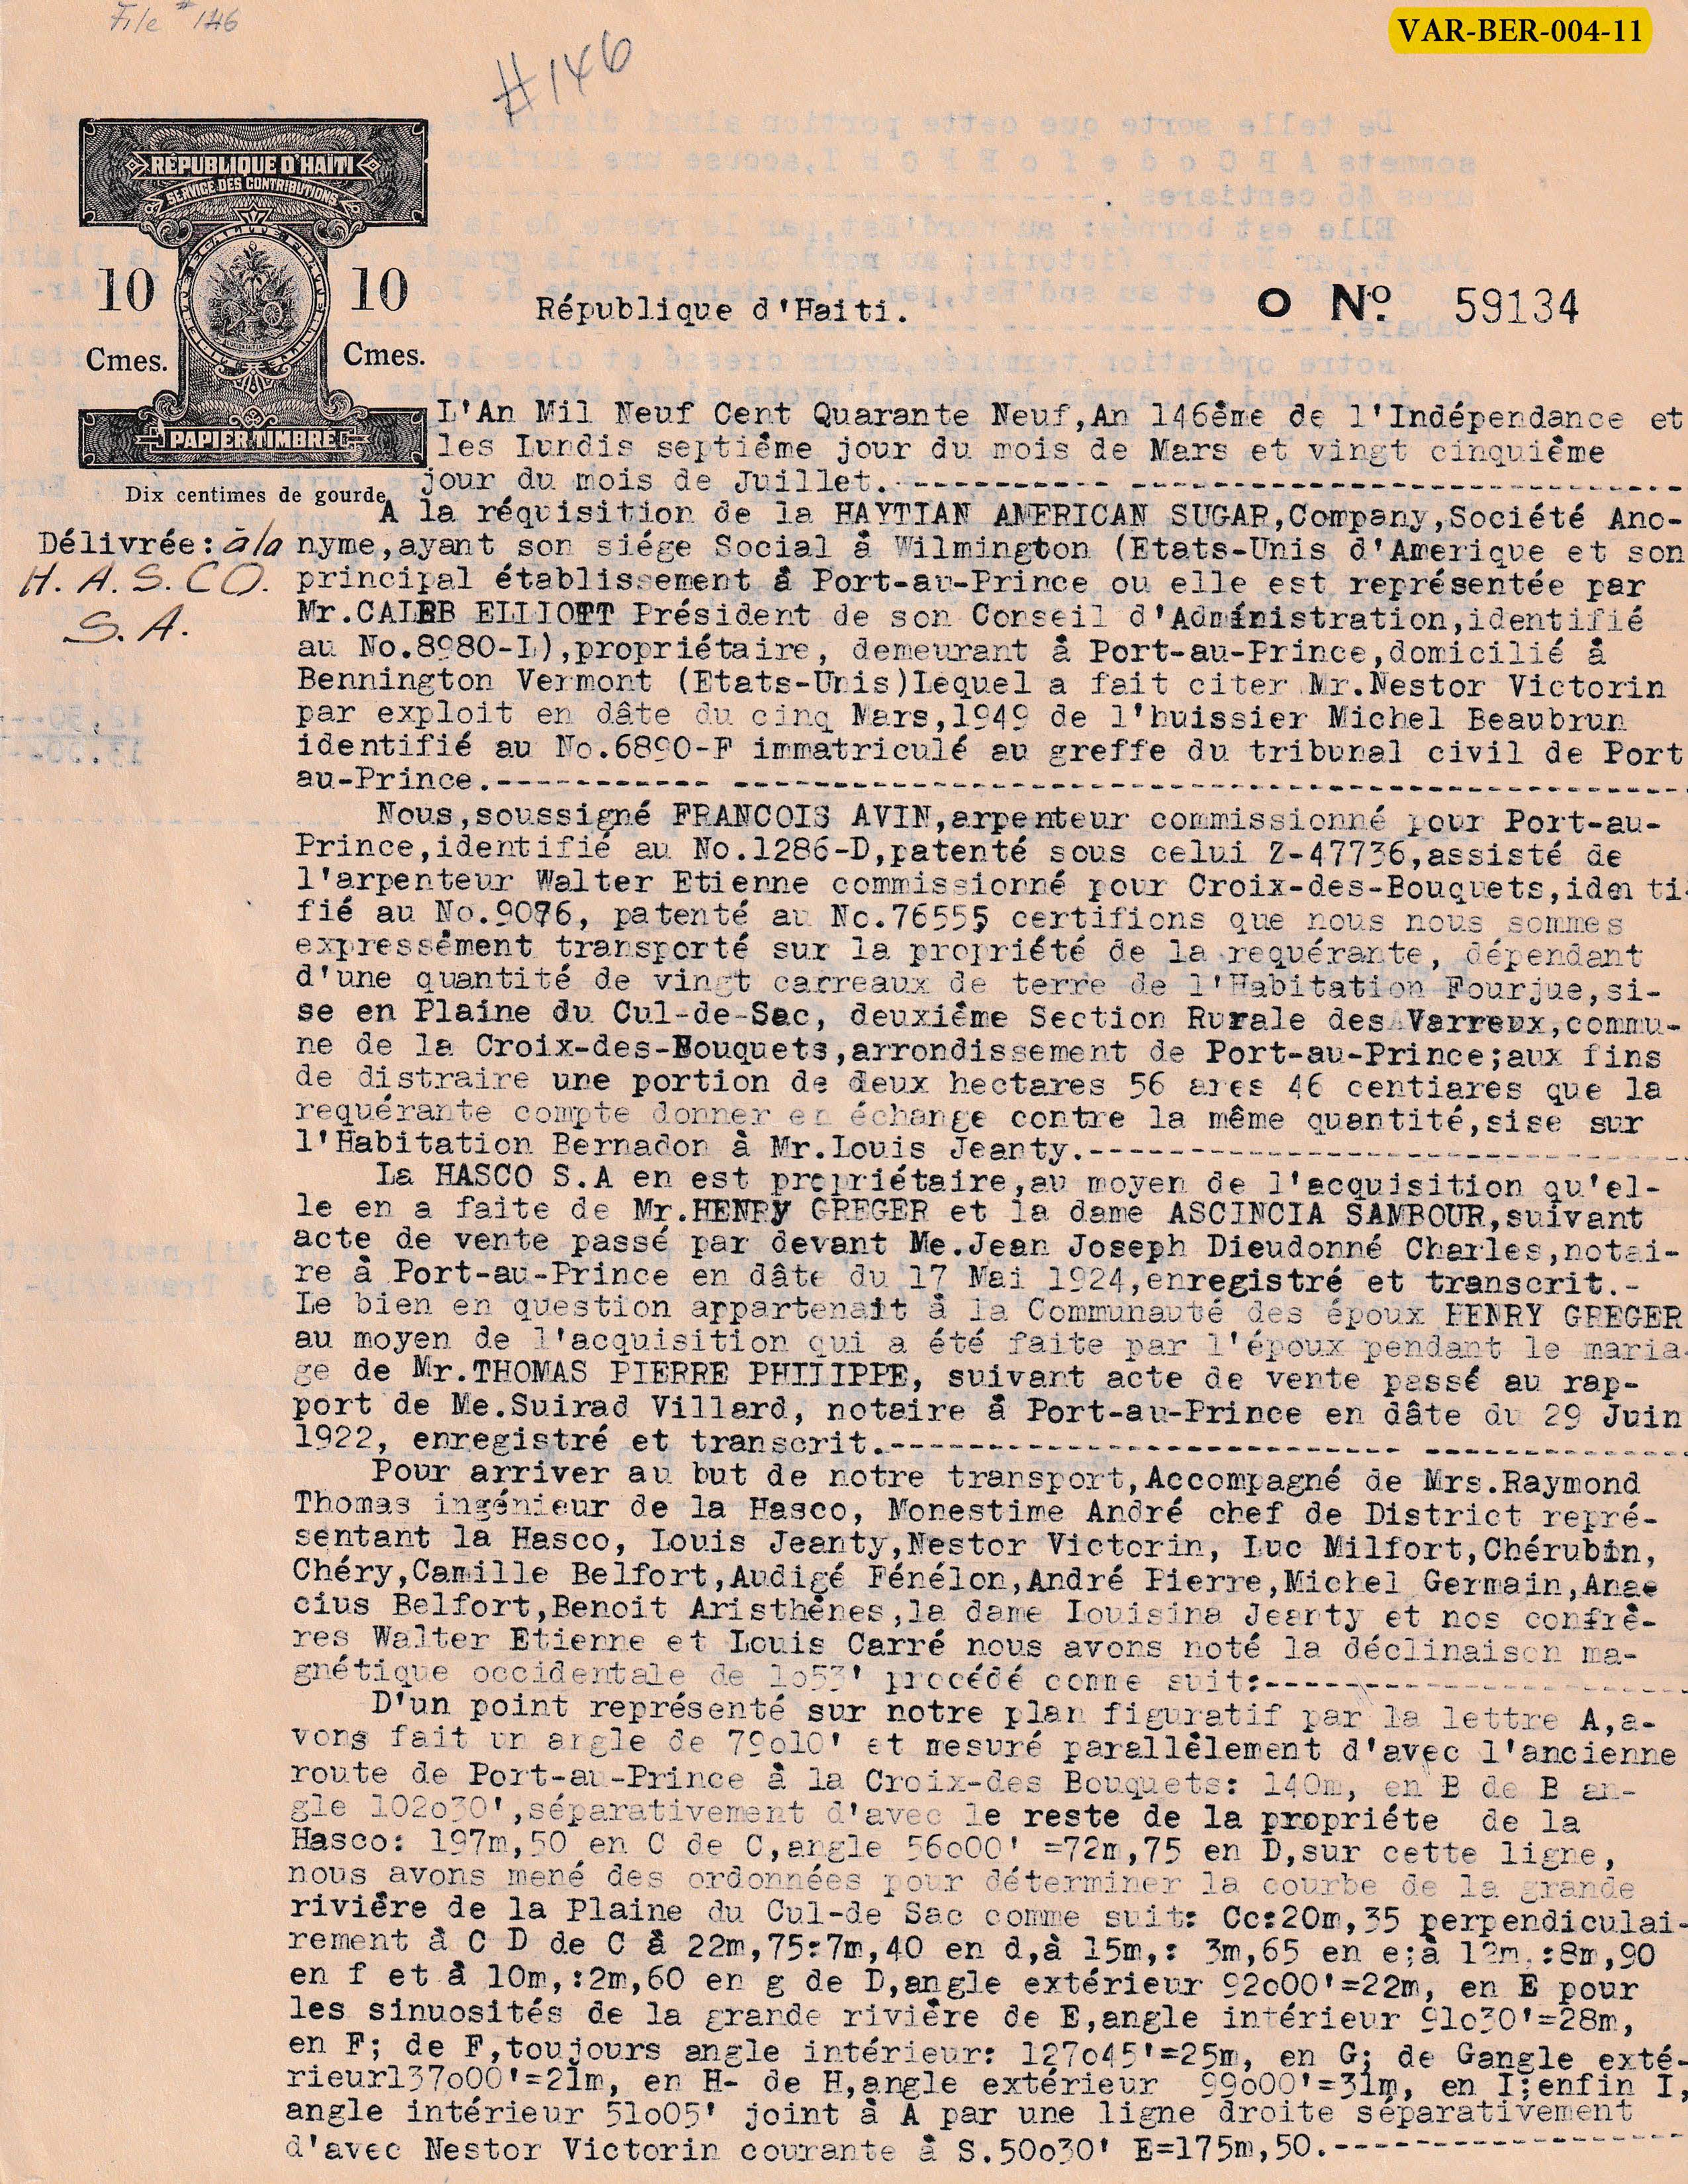 File # 146
VAR-BER-004-11
#146
RÉPUBLIQUE D'HAÏTI
SERVICE DES CONTRIBUTIONS
10 10
Cmes. Cmes.
PAPIER TIMBRÉ
Dix centimes de gourde
République d'Haiti.
O No. 59134
Délivrée: à la
H. A. S. CO.
S. A.
L'An Mil Neuf Cent Quarante Neuf,An 146ème de l'Indépendance et
les Lundis septième jour du mois de Mars et vingt cinquième
jour du mois de Juillet.----------
A la réquisition de la HAYTIAN AMERICAN SUGAR,Company,Société Ano-
nyme,ayant son siége Social à Wilmington (Etats-Unis d'Amerique et son
principal établissement à Port-au-Prince ou elle est représentée par
Mr.CALEB ELLIOTT Président de son Conseil d'Administration,identifié
au No.8980-L),propriétaire, demeurant à Port-au-Prince,domicilié à
Bennington Vermont (Etats-Unis)Lequel a fait citer Mr.Nestor Victorin
par exploit en dâte du cinq Mars,1949 de l'huissier Michel Beaubrun
identifié au No.6890-F immatriculé au greffe du tribunal civil de Port
au-Prince.----------
Nous,soussigné FRANCOIS AVIN,arpenteur commissionné pour Port-au-
Prince,identifié au No.1286-D,patenté sous celui Z-47736,assisté de
l'arpenteur Walter Etienne commissionné pour Croix-des-Bouquets,identi
fié au No.9076, patenté au No.76555 certifions que nous nous sommes
expressèment transporté sur la propriété de la requérante, dépendant
d'une quantité de vingt carreaux de terre de l'Habitation Fourjue,si-
se en Plaine du Cul-de-Sac, deuxième Section Rurale des Varreux,commu-
ne de la Croix-des-Bouquets,arrondissement de Port-au-Prince;aux fins
de distraire une portion de deux hectares 56 ares 46 centiares que la
requérante compte donner en échange contre la même quantité,sise sur
l'Habitation Bernadon à Mr.Louis Jeanty.----------
La HASCO S.A en est propriétaire,au moyen de l'acquisition qu'el-
le en a faite de Mr.HENRY GREGER et la dame ASCINCIA SAMBOUR,suivant
acte de vente passé par devant Me.Jean Joseph Dieudonné Charles,notai-
re à Port-au-Prince en dâte du 17 Mai 1924,enregistré et transcrit.-
Le bien en question appartenait à la Communauté des époux HENRY GREGER
au moyen de l'acquisition qui a été faite par l'époux pendant le maria-
ge de Mr.THOMAS PIERRE PHILIPPE, suivant acte de vente passé au rap-
port de Me.Suirad Villard, notaire à Port-au-Prince en dâte du 29 Juin
1922, enregistré et transcrit.----------
Pour arriver au but de notre transport,Accompagné de Mrs.Raymond
Thomas ingénieur de la Hasco, Monestime André chef de District repré-
sentant la Hasco, Louis Jeanty,Nestor Victorin, Luc Milfort,Chérubin,
Chéry,Camille Belfort,Audigé Fénélon,André Pierre,Michel Germain,Anae
cius Belfort,Benoit Aristhènes,la dame Louisina Jeanty et nos confrè-
res Walter Etienne et Louis Carré nous avons noté la déclinaison ma-
gnétique occidentale de 1o53' procédé comme suit:----------
D'un point représenté sur notre plan figuratif par la lettre A,a-
vons fait un angle de 79o10' et mesuré parallèlement d'avec l'ancienne
route de Port-au-Prince à la Croix-des Bouquets: 140m, en B de B an-
gle 102o30',séparativement d'avec le reste de la propriéte de la
Hasco: 197m,50 en C de C,angle 56o00' =72m,75 en D,sur cette ligne,
nous avons mené des ordonnées pour déterminer la courbe de la grande
rivière de la Plaine du Cul-de Sac comme suit: Cc:20m,35 perpendiculai-
rement à C D de C à 22m,75:7m,40 en d,à 15m,: 3m,65 en e;à 12m,:8m,90
en f et à 10m,:2m,60 en g de D,angle extérieur 92o00'=22m, en E pour
les sinuosités de la grande rivière de E,angle intérieur 91o30'=28m,
en F; de F,toujours angle intérieur: 127o45'=25m, en G; de Gangle exté-
rieur137o00'=21m, en H- de H,angle extérieur 99o00'=31m, en I;enfin I,
angle intérieur 51o05' joint à A par une ligne droite séparativement
d'avec Nestor Victorin courante à S.50o30' E=175m,50.----------